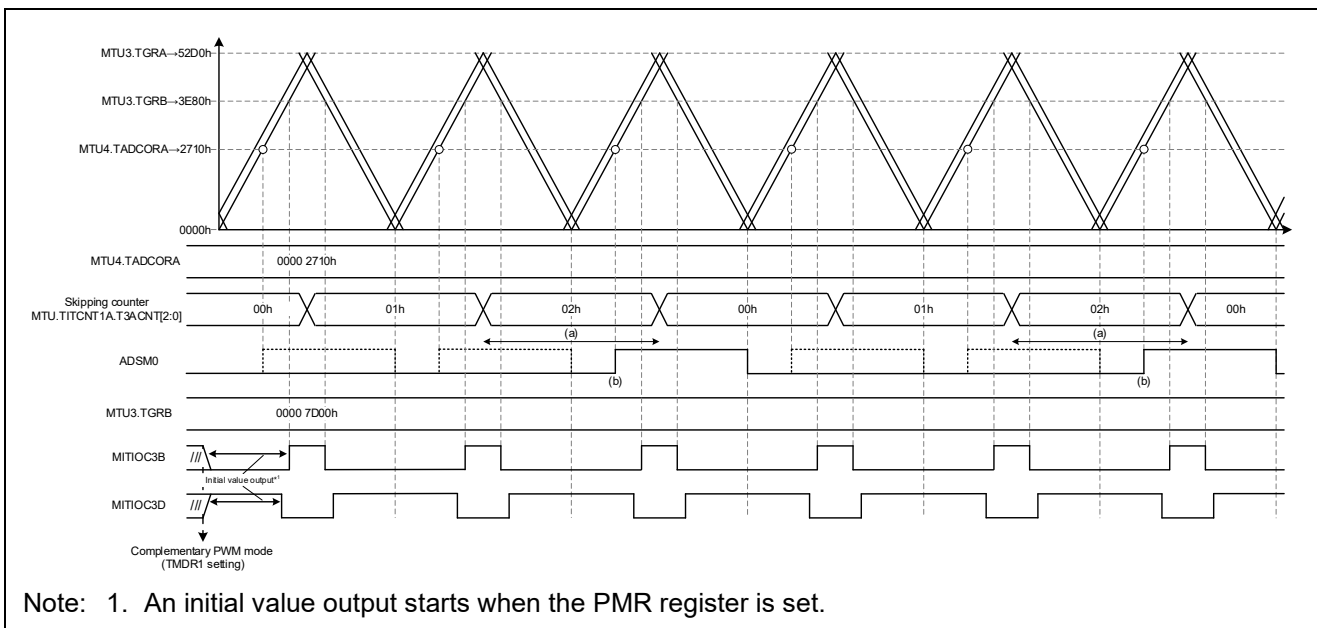 MTU3.TGRA→52D0h
MTU3.TGRB→3E80h
MTU4.TADCORA→2710h
0000h
MTU4.TADCORA 0000 2710h
Skipping counter
MTU.TITCNT1A.T3ACNT[2:0] 00h 01h 02h 00h 01h 02h 00h
(a) (a)
ADSM0
(b) (b)
MTU3.TGRB 0000 7D00h
MITIOC3B ///
Initial value output*1
MITIOC3D ///
Complementary PWM mode
(TMDR1 setting)
Note: 1. An initial value output starts when the PMR register is set.